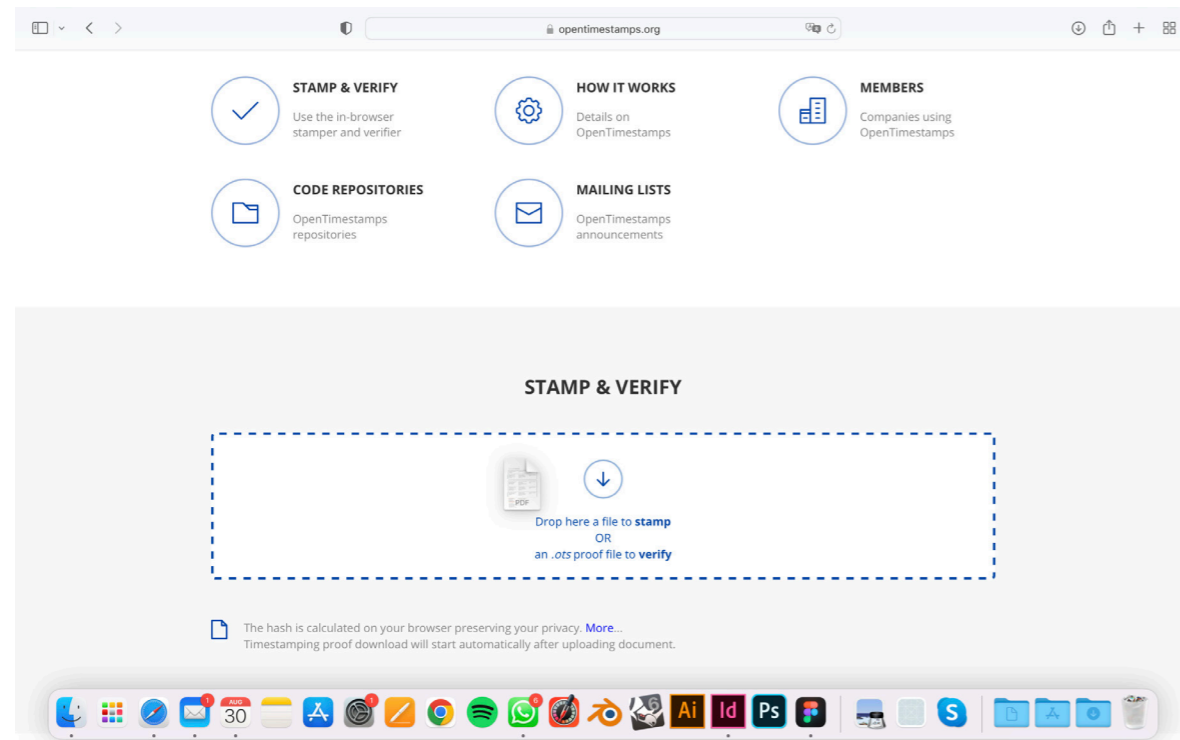 opentimestamps.org
STAMP & VERIFY
Use the in-browser
stamper and verifier
HOW IT WORKS
Details on
OpenTimestamps
MEMBERS
Companies using
OpenTimestamps
CODE REPOSITORIES
OpenTimestamps
repositories
MAILING LISTS
OpenTimestamps
announcements
STAMP & VERIFY
PDF
Drop here a file to stamp
OR
an .ots proof file to verify
The hash is calculated on your browser preserving your privacy. More...
Timestamping proof download will start automatically after uploading document.
1
AUG
30
1
6
Ai
Id
Ps
S